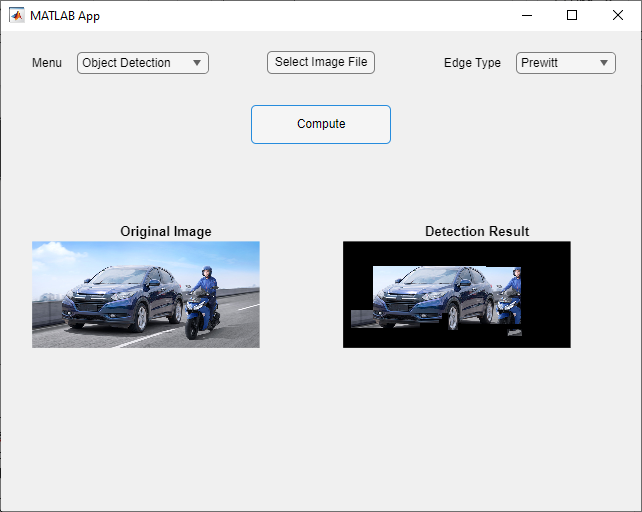 MATLAB App
Menu Object Detection Select Image File Edge Type Prewitt
Compute
Original Image Detection Result